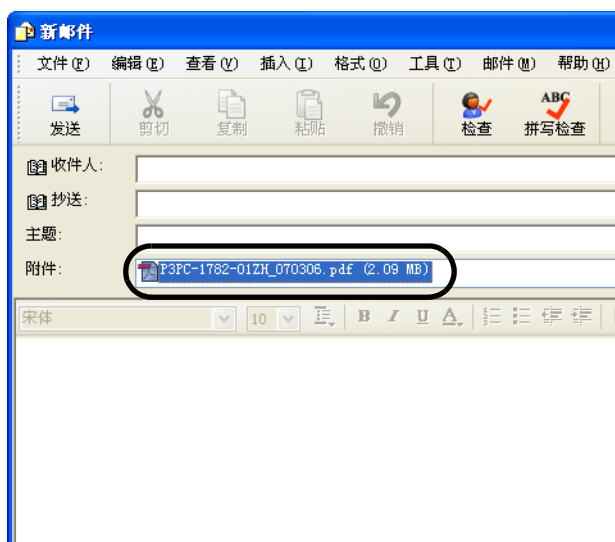 新邮件
文件(F) 编辑(E) 查看(V) 插入(I) 格式(O) 工具(T) 邮件(M) 帮助(H)
发送 剪切 复制 粘贴 撤销 检查 ABC 拼写检查
收件人:
抄送:
主题:
附件: P3PC-1782-01ZH_070306.pdf (2.09 MB)
宋体 10 B I U A